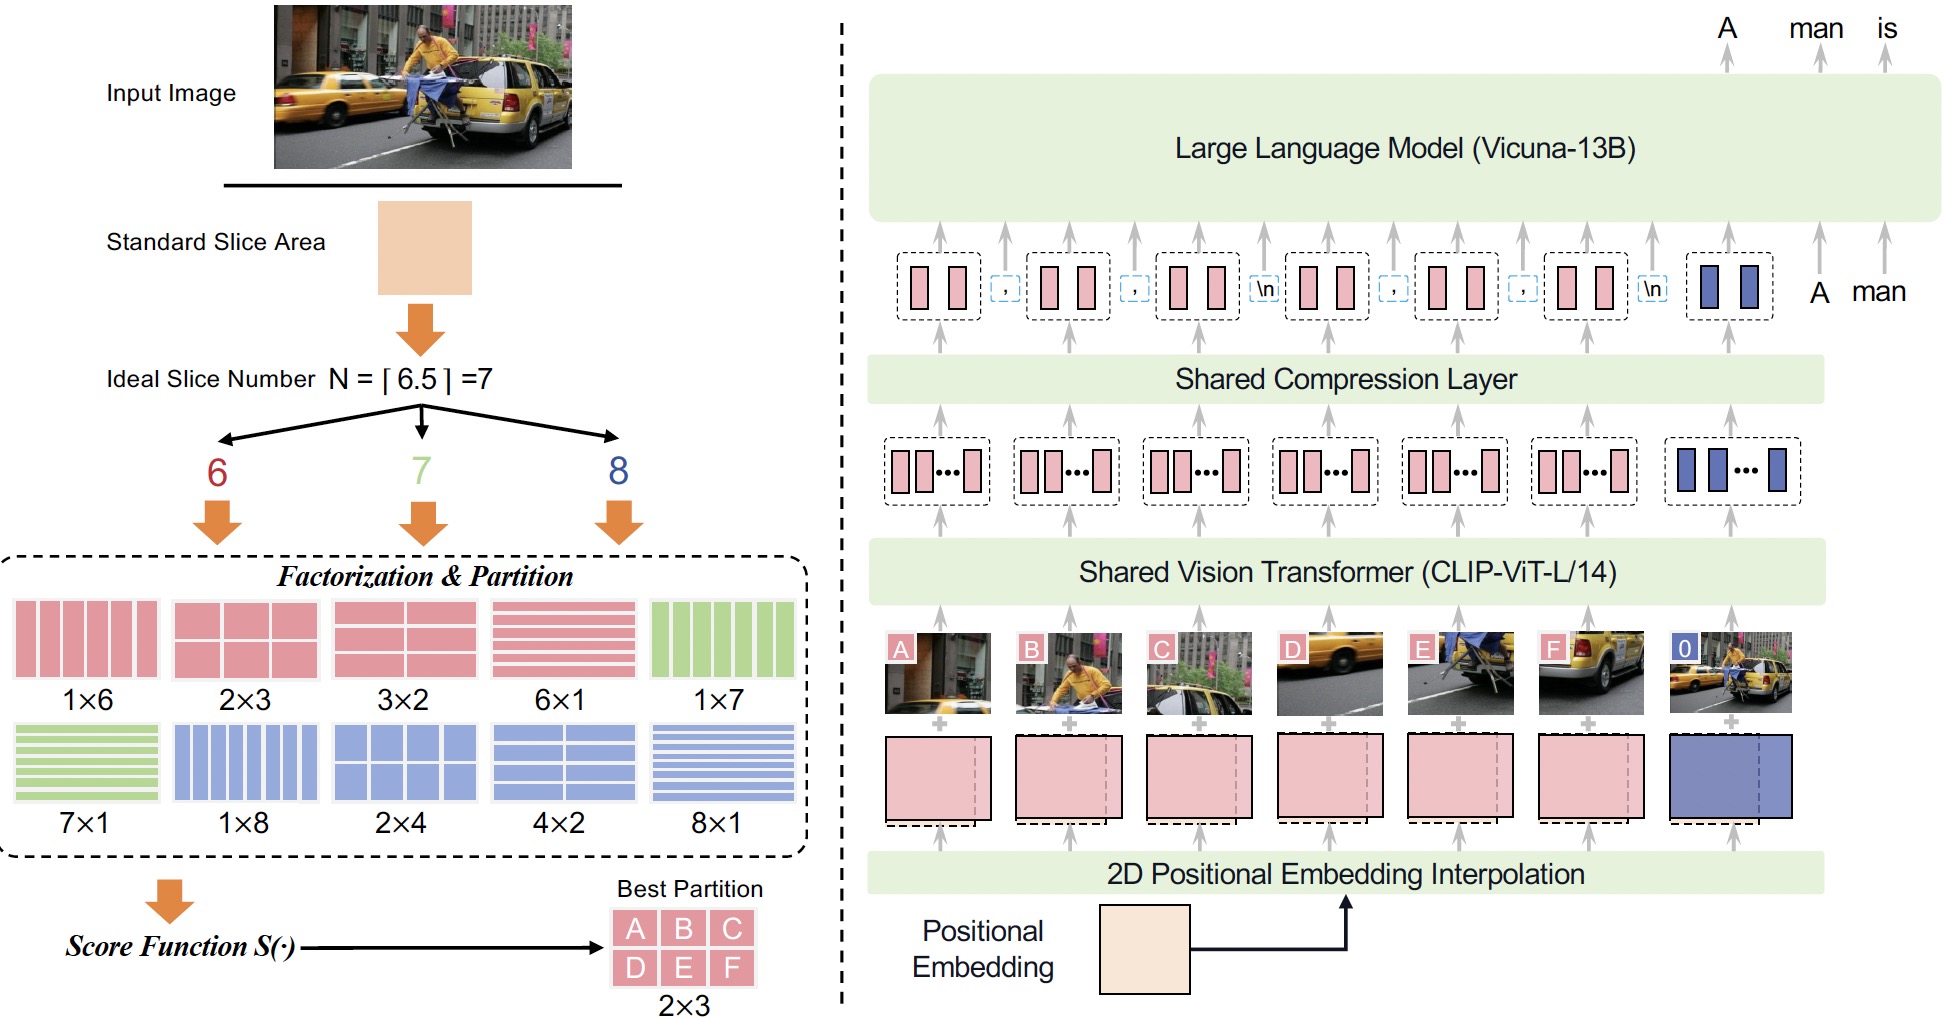 Input Image
Standard Slice Area
Ideal Slice Number N = ⌈ 6.5 ⌉ =7
6 7 8
Factorization & Partition
1×6 2×3 3×2 6×1 1×7
7×1 1×8 2×4 4×2 8×1
Score Function S(·)
Best Partition
A B C
D E F
2×3
A man is
Large Language Model (Vicuna-13B)
, , \n , , \n
A man
Shared Compression Layer
Shared Vision Transformer (CLIP-ViT-L/14)
A B C D E F 0
2D Positional Embedding Interpolation
Positional
Embedding